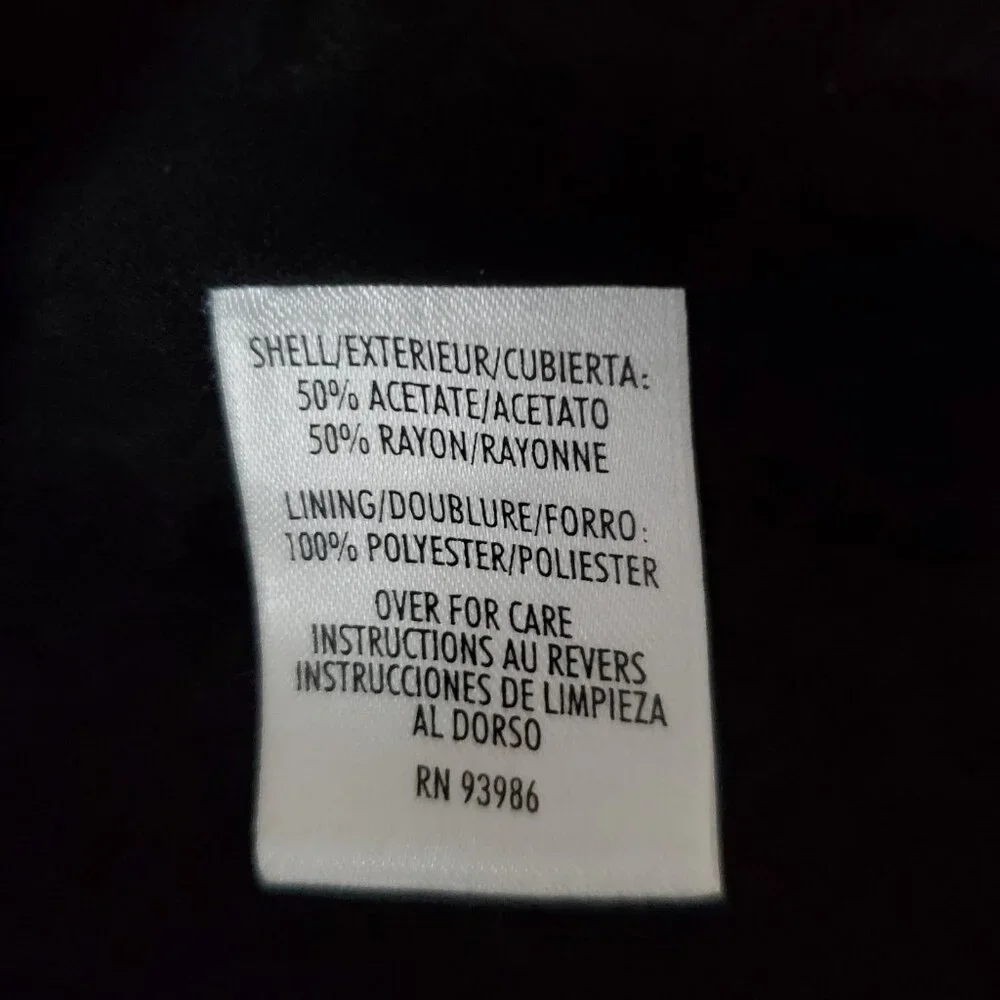 SHELL/EXTERIEUR/CUBIERTA:
50% ACETATE/ACETATO
50% RAYON/RAYONNE
LINING/DOUBLURE/FORRO:
100% POLYESTER/POLIESTER
OVER FOR CARE
INSTRUCTIONS AU REVERS
INSTRUCCIONES DE LIMPIEZA
AL DORSO
RN 93986